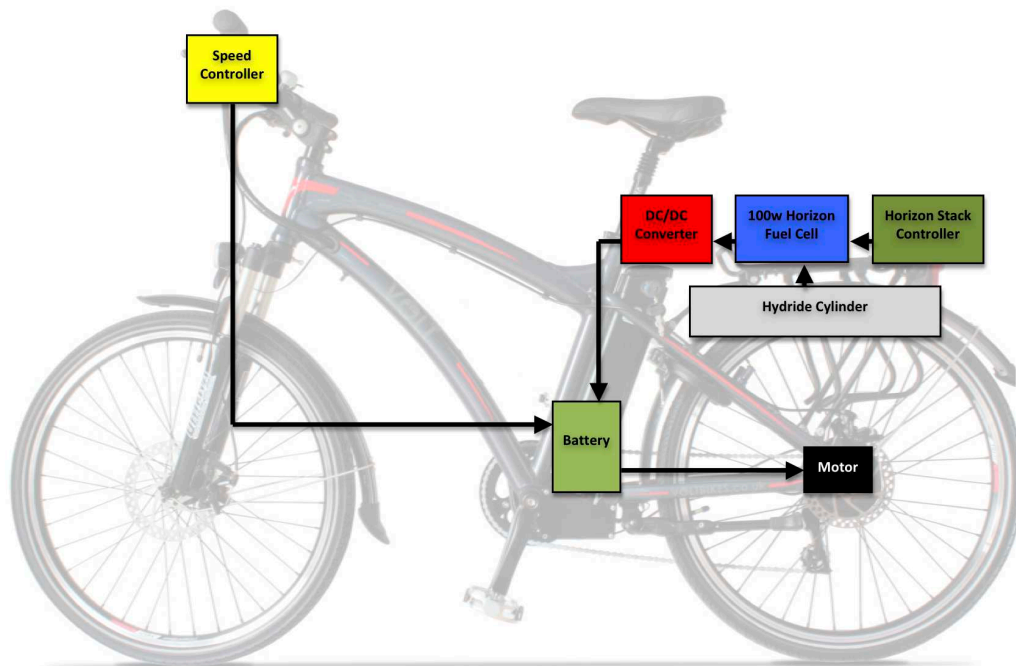 Speed
Controller
DC/DC
Converter
100w Horizon
Fuel Cell
Horizon Stack
Controller
Hydride Cylinder
Battery
Motor